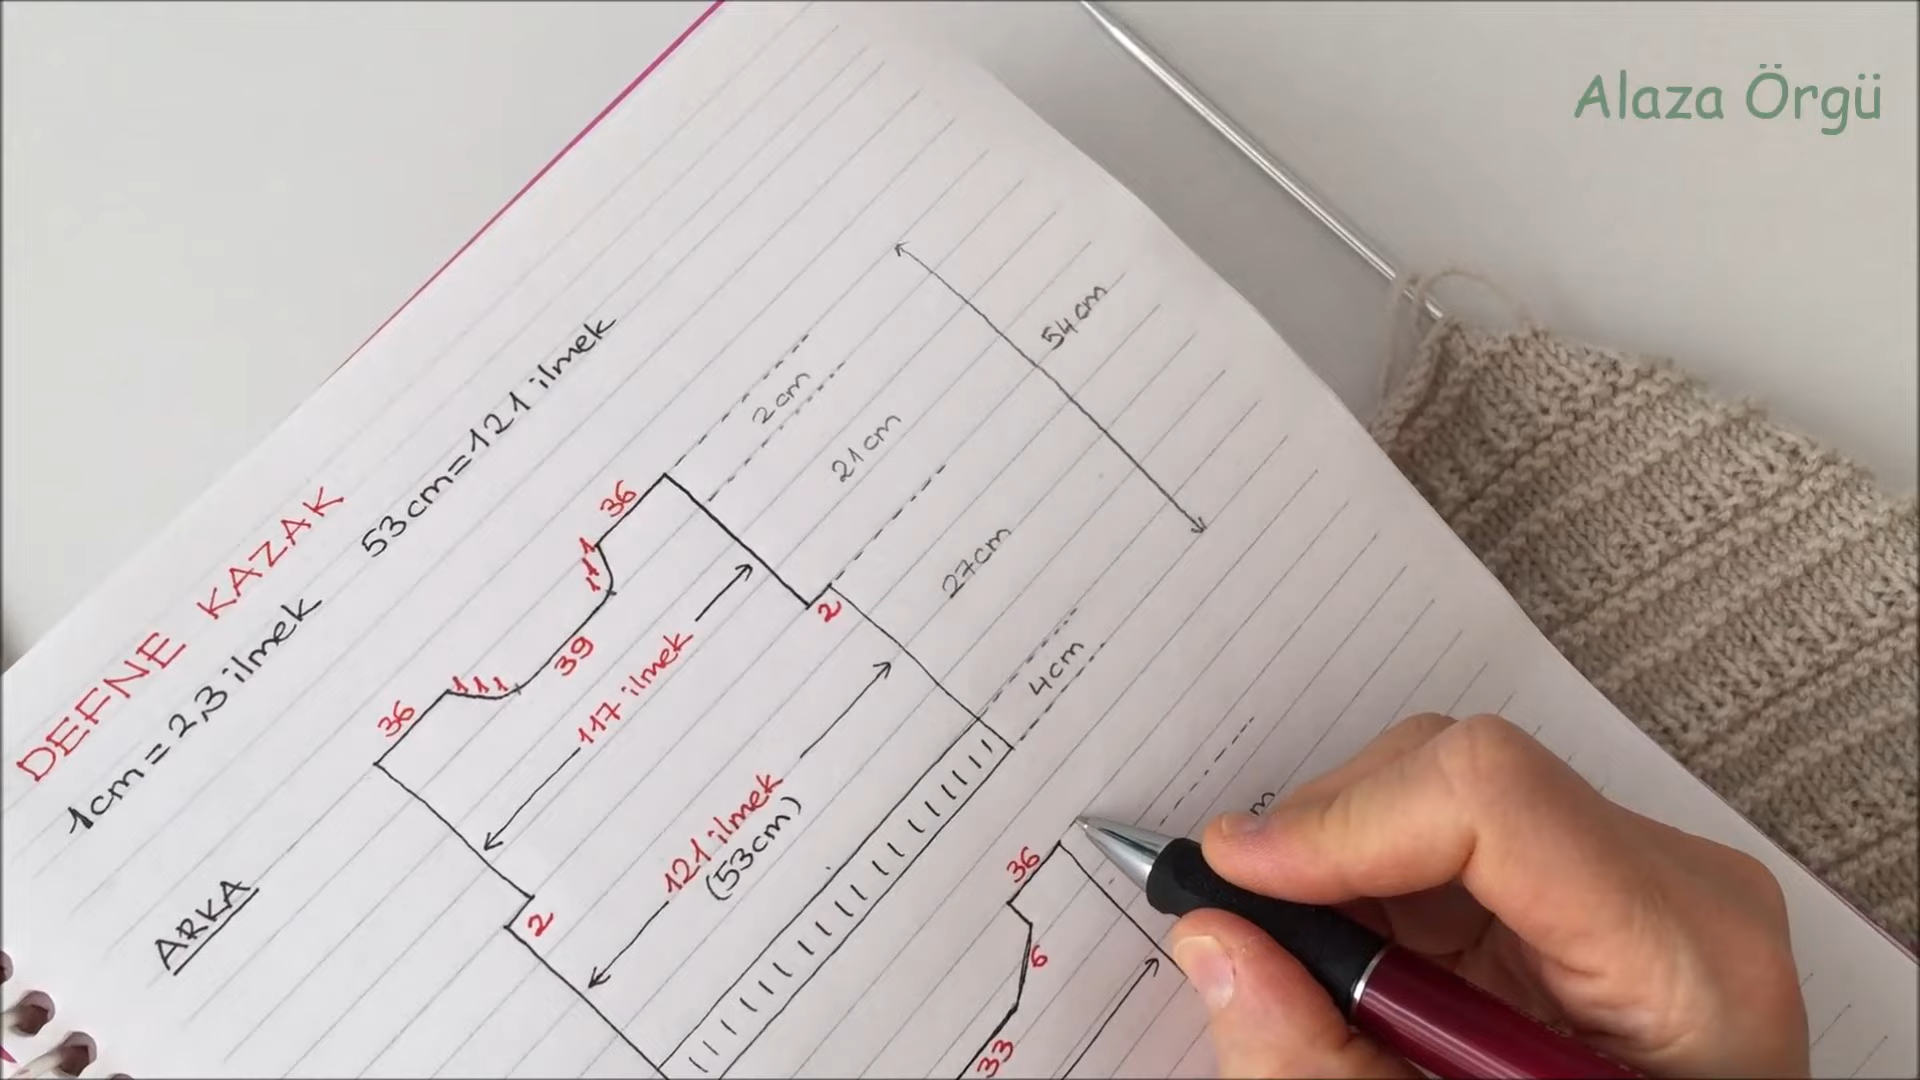 Alaza Örgü
DEFNE KAZAK
1cm = 2,3 ilmek
53cm = 121 ilmek
ARKA
36
1 1 1
39
1 1 1
36
2cm
21cm
54cm
27cm
4cm
117 ilmek
2
2
121 ilmek
(53cm)
36
6
33